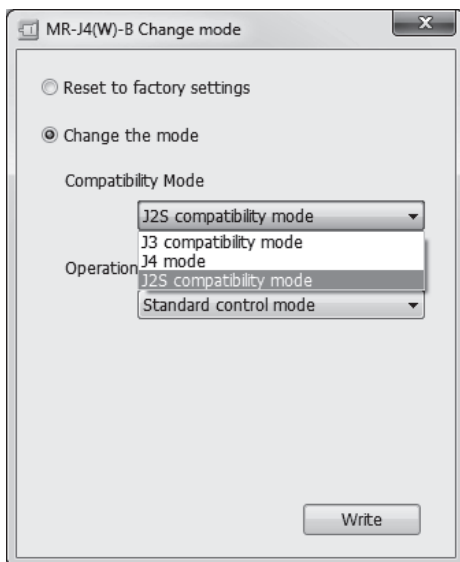 MR-J4(W)-B Change mode
Reset to factory settings
Change the mode
Compatibility Mode
J2S compatibility mode
J3 compatibility mode
J4 mode
Operation
J2S compatibility mode
Standard control mode
Write